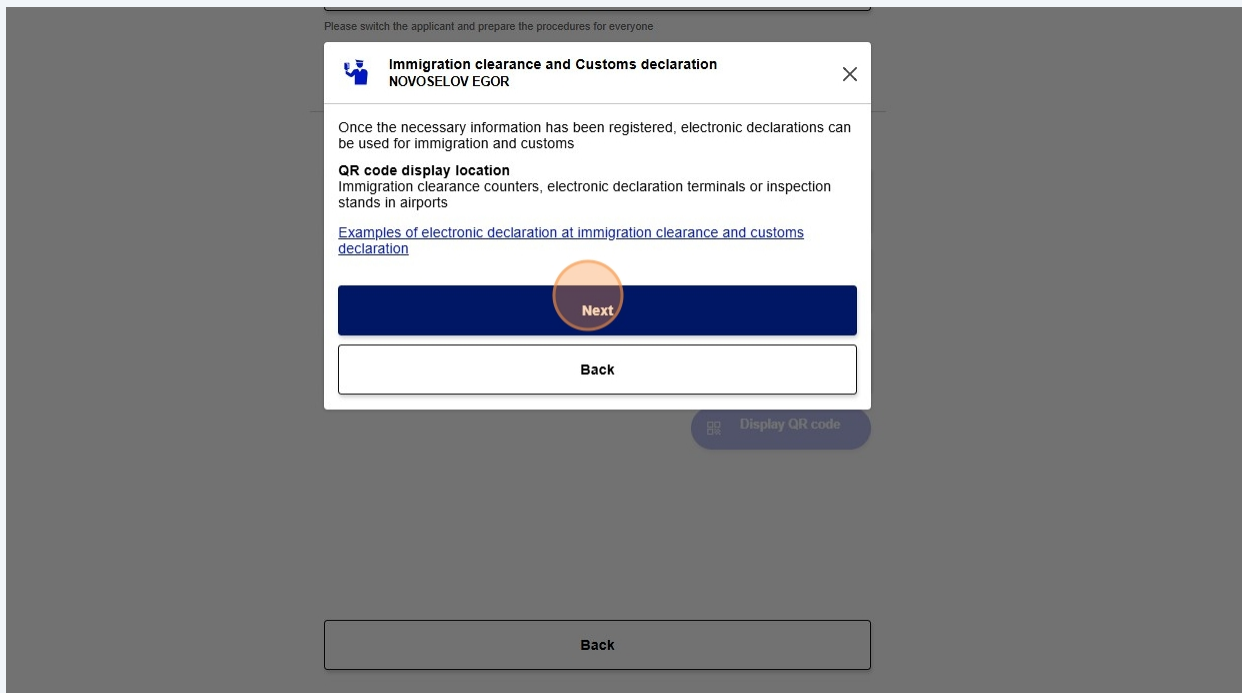 Please switch the applicant and prepare the procedures for everyone
Immigration clearance and Customs declaration
NOVOSELOV EGOR
Once the necessary information has been registered, electronic declarations can
be used for immigration and customs
QR code display location
Immigration clearance counters, electronic declaration terminals or inspection
stands in airports
Examples of electronic declaration at immigration clearance and customs
declaration
Next
Back
Display QR code
Back